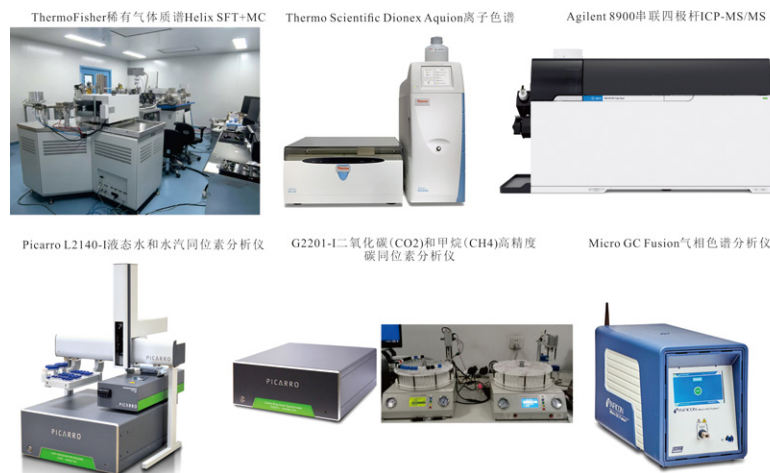 ThermoFisher稀有气体质谱Helix SFT+MC
Thermo Scientific Dionex Aquion离子色谱
Agilent 8900串联四极杆ICP-MS/MS
Picarro L2140-I液态水和水汽同位素分析仪
G2201-I二氧化碳(CO2)和甲烷(CH4)高精度
碳同位素分析仪
Micro GC Fusion气相色谱分析仪
PICARRO
PICARRO
PICARRO
INFICON